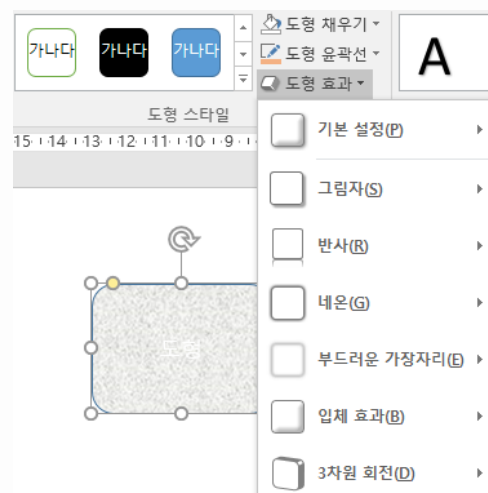 가나다 가나다 가나다
도형 채우기
도형 윤곽선
도형 효과
A
도형 스타일
15 14 13 12 11 10 9
기본 설정(P)
그림자(S)
반사(R)
네온(G)
부드러운 가장자리(E)
입체 효과(B)
3차원 회전(D)
도형